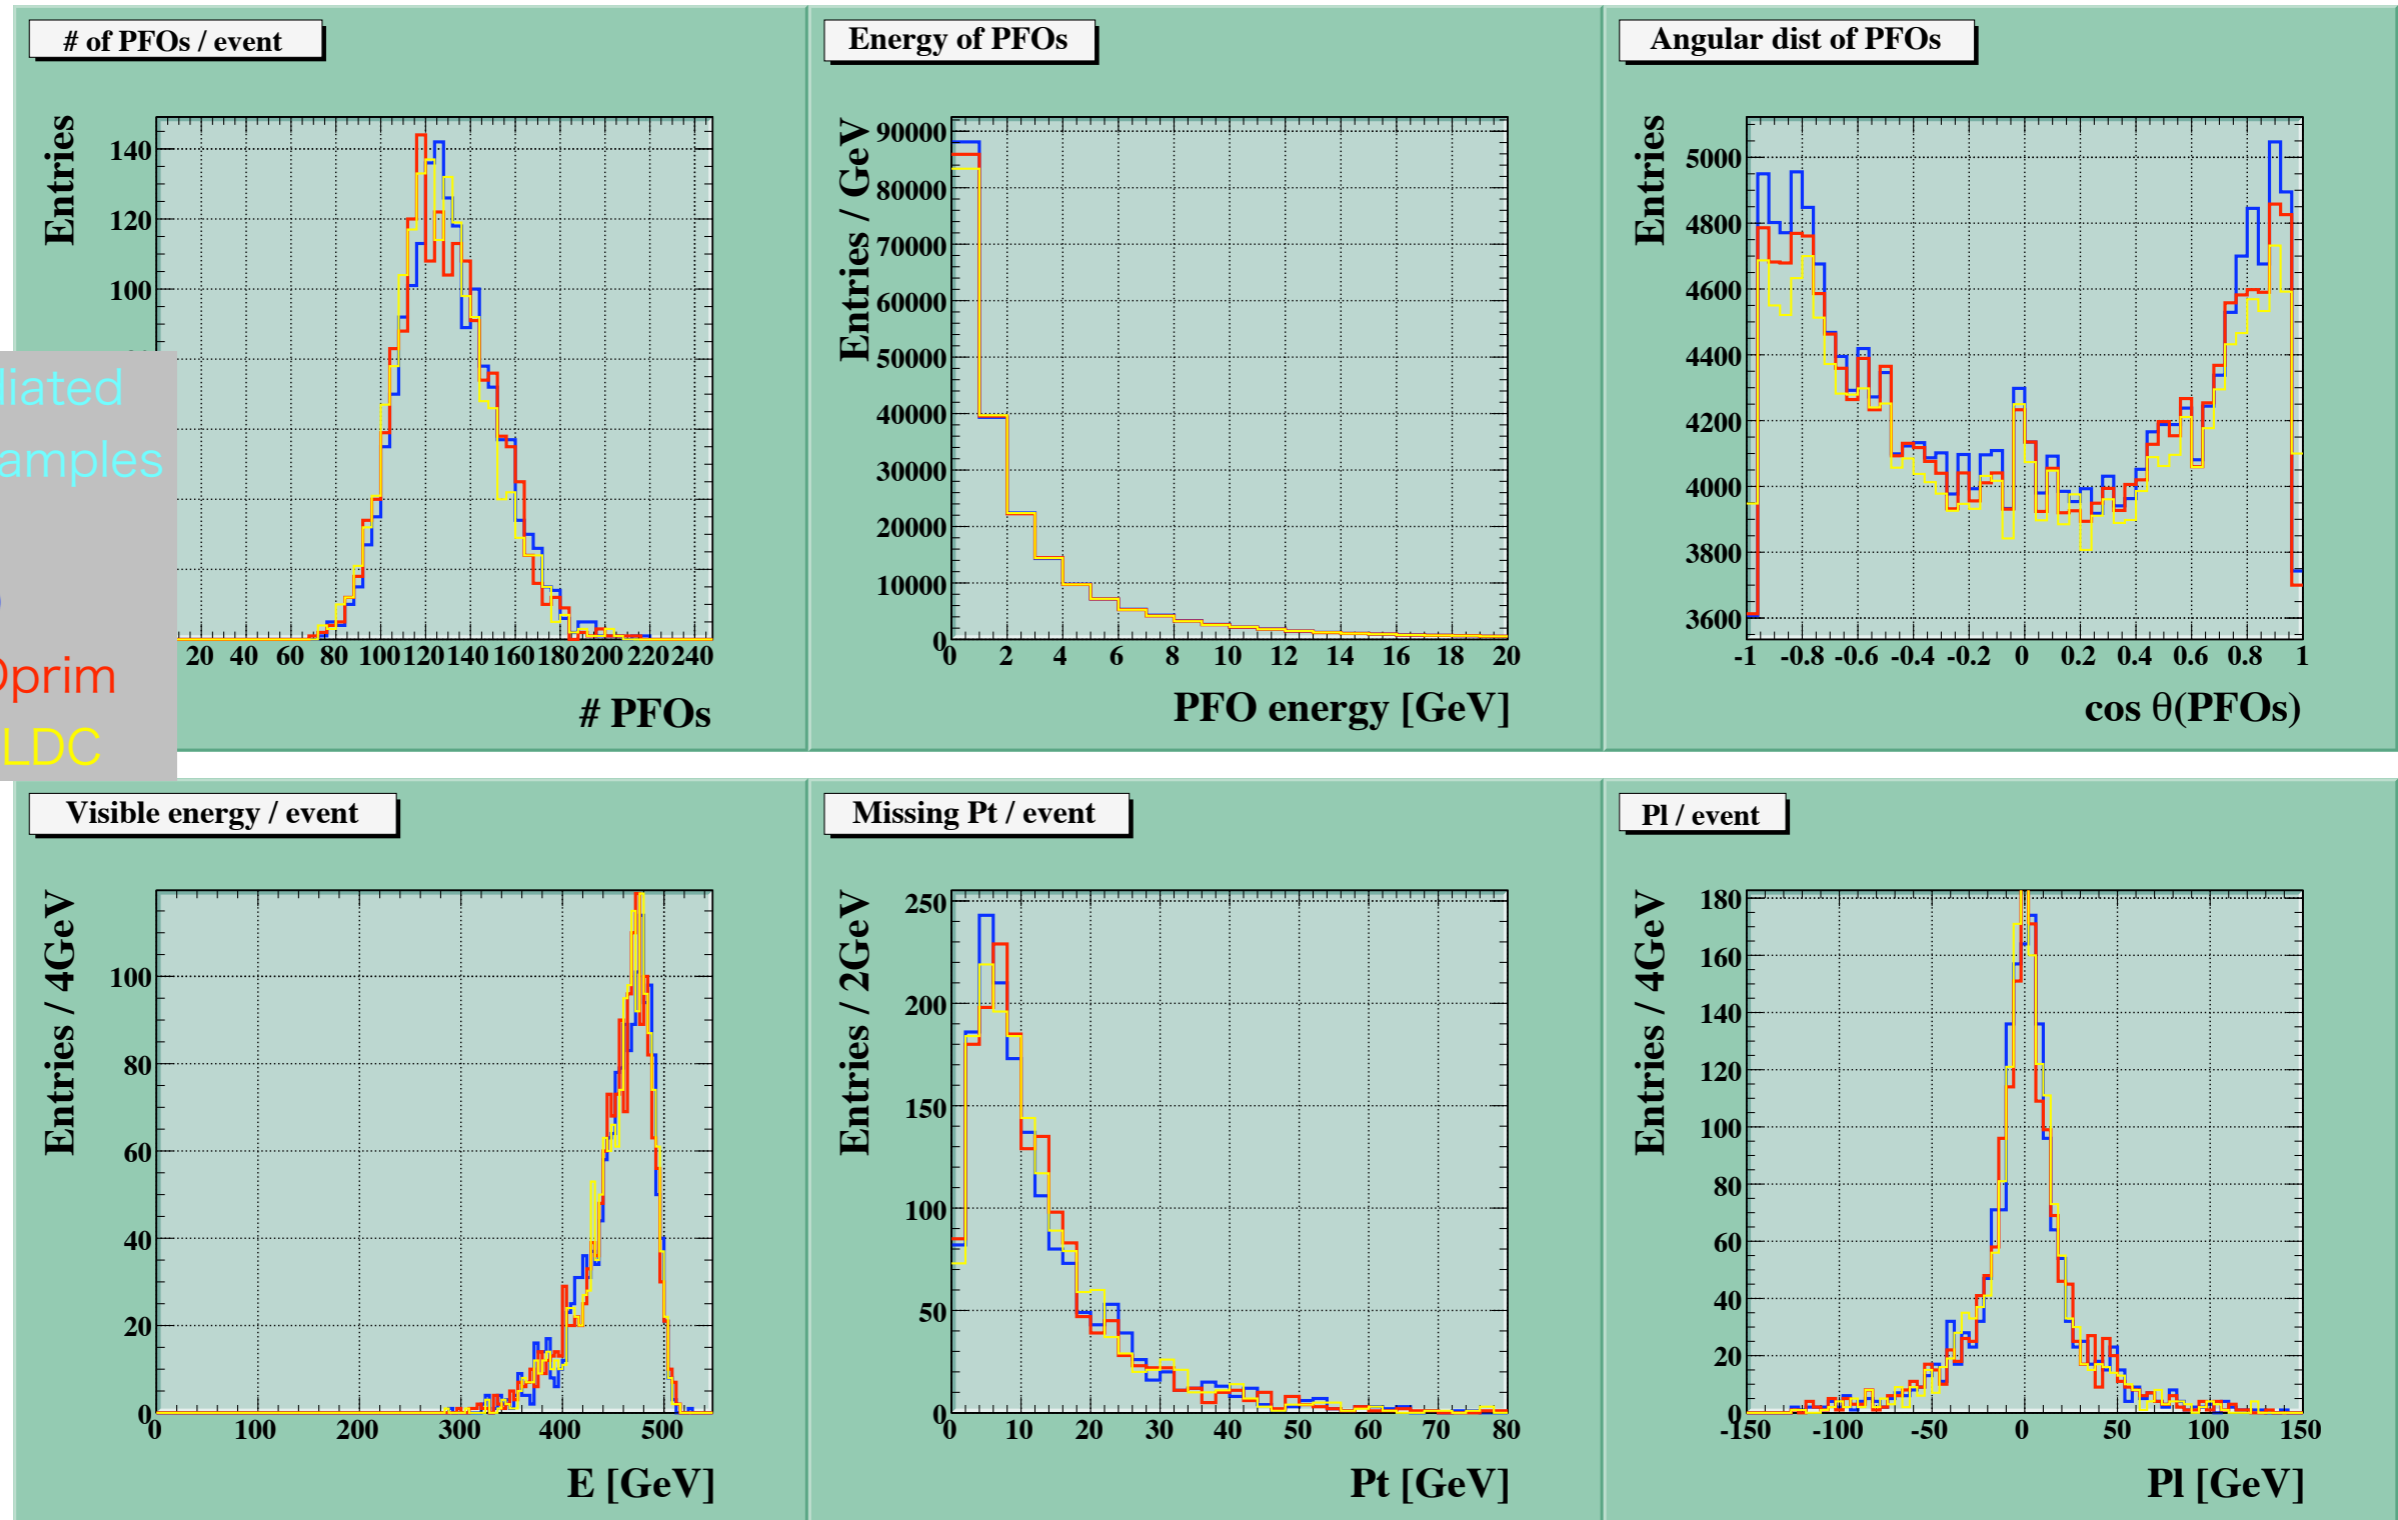 # of PFOs / event
Entries
140
120
100
20 40 60 80 100 120 140 160 180 200 220 240
# PFOs
Energy of PFOs
Entries / GeV
90000
80000
70000
60000
50000
40000
30000
20000
10000
0
0 2 4 6 8 10 12 14 16 18 20
PFO energy [GeV]
Angular dist of PFOs
Entries
5000
4800
4600
4400
4200
4000
3800
3600
-1 -0.8 -0.6 -0.4 -0.2 0 0.2 0.4 0.6 0.8 1
cos θ(PFOs)
liated
amples
prim
LDC
Visible energy / event
Entries / 4GeV
100
80
60
40
20
0
0 100 200 300 400 500
E [GeV]
Missing Pt / event
Entries / 2GeV
250
200
150
100
50
0
0 10 20 30 40 50 60 70 80
Pt [GeV]
Pl / event
Entries / 4GeV
180
160
140
120
100
80
60
40
20
0
-150 -100 -50 0 50 100 150
Pl [GeV]